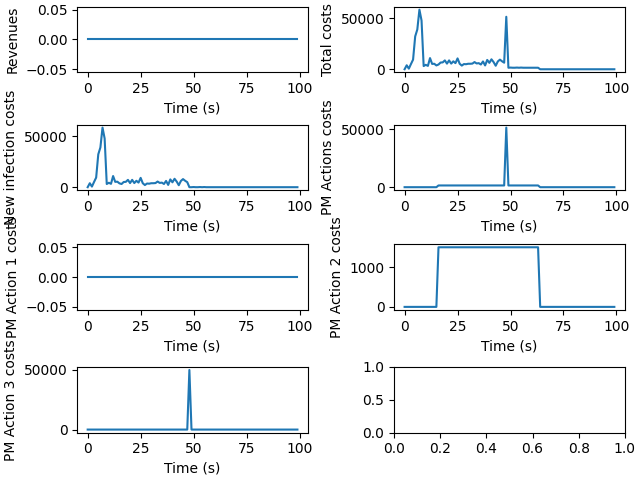 Revenues
0.05
0.00
−0.05
0 25 50 75 100
Time (s)
Total costs
50000
0
0 25 50 75 100
Time (s)
New infection costs
50000
0
0 25 50 75 100
Time (s)
PM Actions costs
50000
0
0 25 50 75 100
Time (s)
PM Action 1 costs
0.05
0.00
−0.05
0 25 50 75 100
Time (s)
PM Action 2 costs
1000
0
0 25 50 75 100
Time (s)
PM Action 3 costs
50000
0
0 25 50 75 100
Time (s)
1.0
0.5
0.0
0.0 0.2 0.4 0.6 0.8 1.0